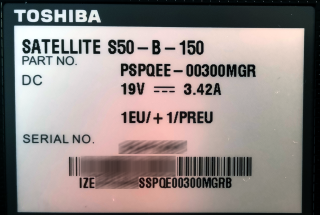 TOSHIBA
SATELLITE S50-B-150
PART NO. PSPQEE-00300MGR
DC 19V ⎓ 3.42A
1EU/+1/PREU
SERIAL NO.
IZE SSPQE00300MGRB